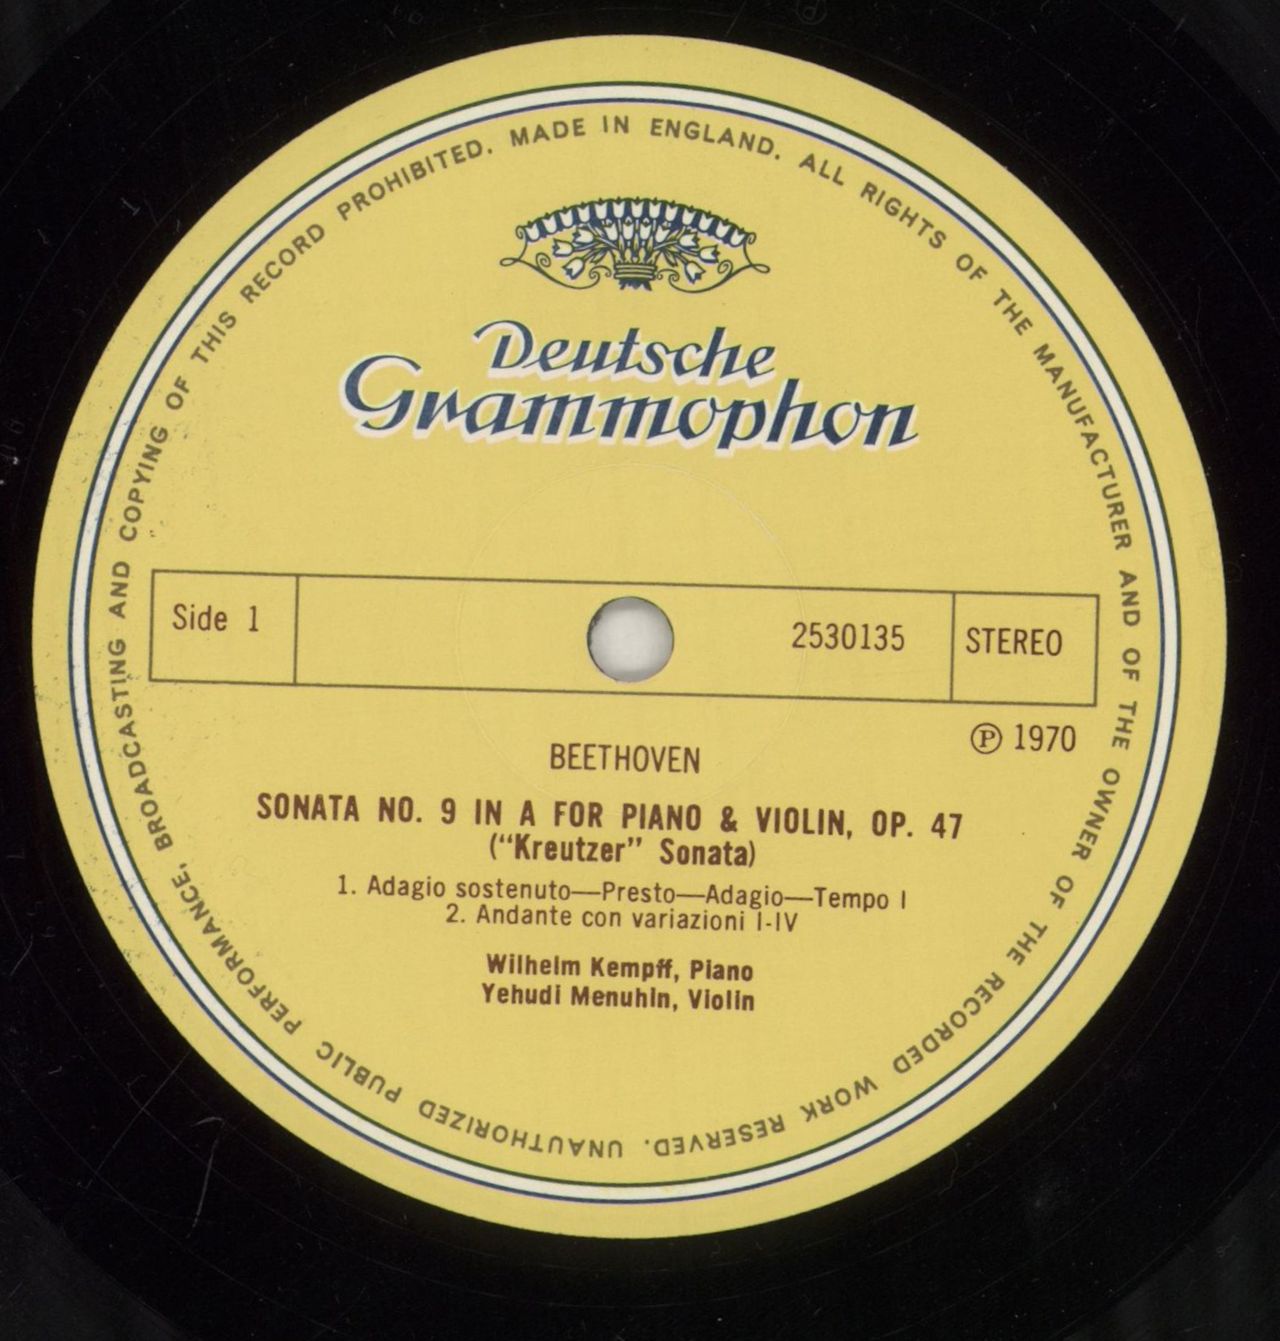 MADE IN ENGLAND. ALL RIGHTS OF THE MANUFACTURER AND OF THE OWNER OF THE RECORDED WORK RESERVED. UNAUTHORIZED PUBLIC PERFORMANCE, BROADCASTING AND COPYING OF THIS RECORD PROHIBITED.
Deutsche
Grammophon
Side 1
2530135
STEREO
Ⓟ 1970
BEETHOVEN
SONATA NO. 9 IN A FOR PIANO & VIOLIN, OP. 47
(“Kreutzer” Sonata)
1. Adagio sostenuto—Presto—Adagio—Tempo I
2. Andante con variazioni I-IV
Wilhelm Kempff, Piano
Yehudi Menuhin, Violin